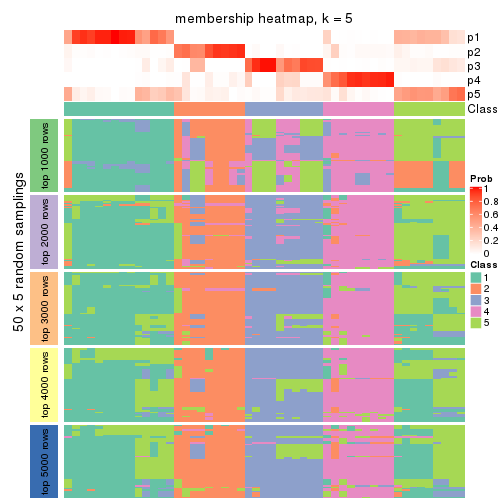 membership heatmap, k = 5
p1
p2
p3
p4
p5
Class
50 x 5 random samplings
top 1000 rows
top 2000 rows
top 3000 rows
top 4000 rows
top 5000 rows
Prob
1
0.8
0.6
0.4
0.2
0
Class
1
2
3
4
5